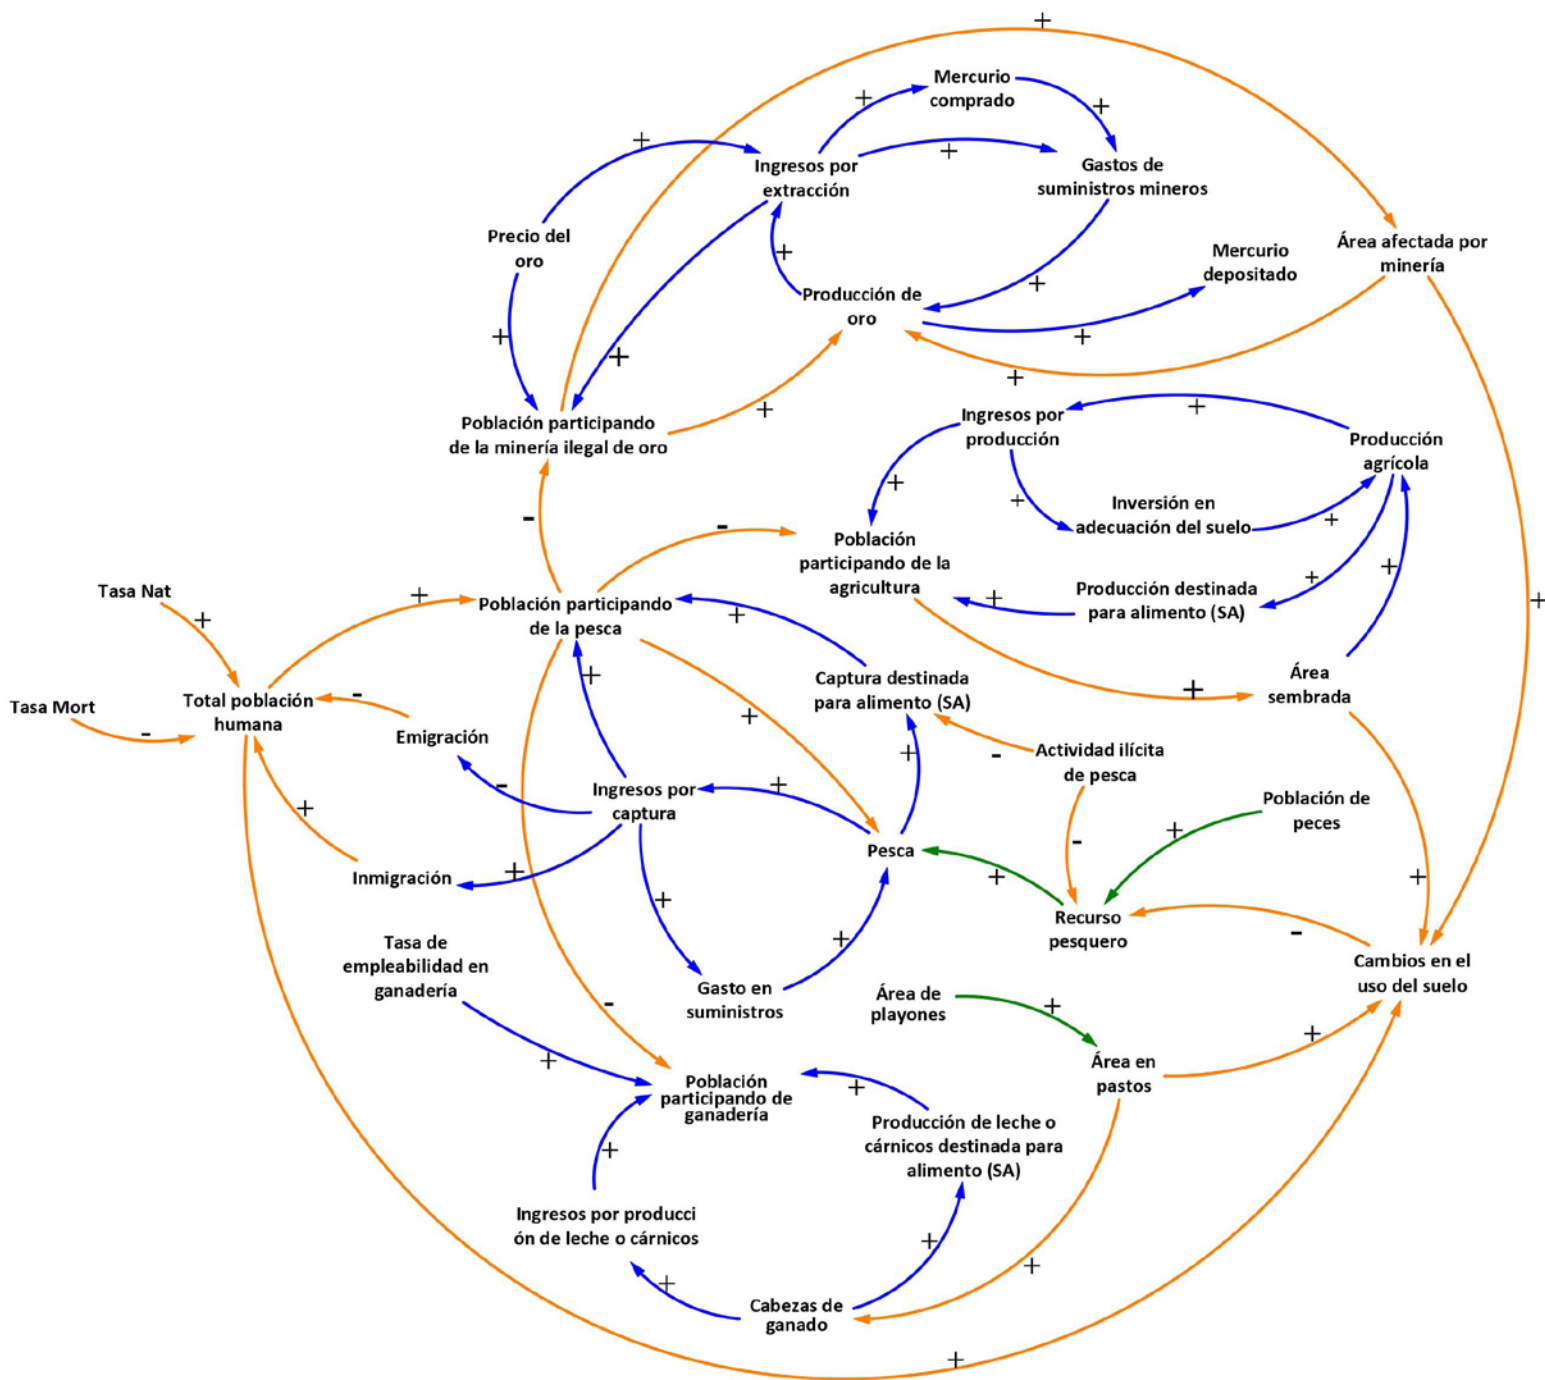 +
Mercurio
comprado
+
+
+
+
Ingresos por
extracción
Gastos de
suministros mineros
Precio del
oro
+
Mercurio
depositado
Área afectada por
minería
Producción de
oro
+
+
+
+
+
+
Población participando
de la minería ilegal de oro
Ingresos por
producción
+
Producción
agrícola
+
+
Inversión en
adecuación del suelo
+
-
-
Población
participando de la
agricultura
+
+
Producción destinada
para alimento (SA)
+
+
Tasa Nat
+
+
Población participando
de la pesca
+
+
+
Tasa Mort
-
Total población
humana
-
Emigración
+
Captura destinada
para alimento (SA)
+
Área
sembrada
+
-
Actividad ilícita
de pesca
-
Ingresos por
captura
+
+
Población de
peces
+
-
Pesca
+
Inmigración
+
+
+
Recurso
pesquero
-
Cambios en el
uso del suelo
Tasa de
empleabilidad en
ganadería
+
Gasto en
suministros
-
Área de
playones
+
+
Área en
pastos
+
Población
participando de
ganadería
+
Producción de leche o
cárnicos destinada para
alimento (SA)
+
Ingresos por producci
ón de leche o cárnicos
+
+
+
Cabezas de
ganado
+